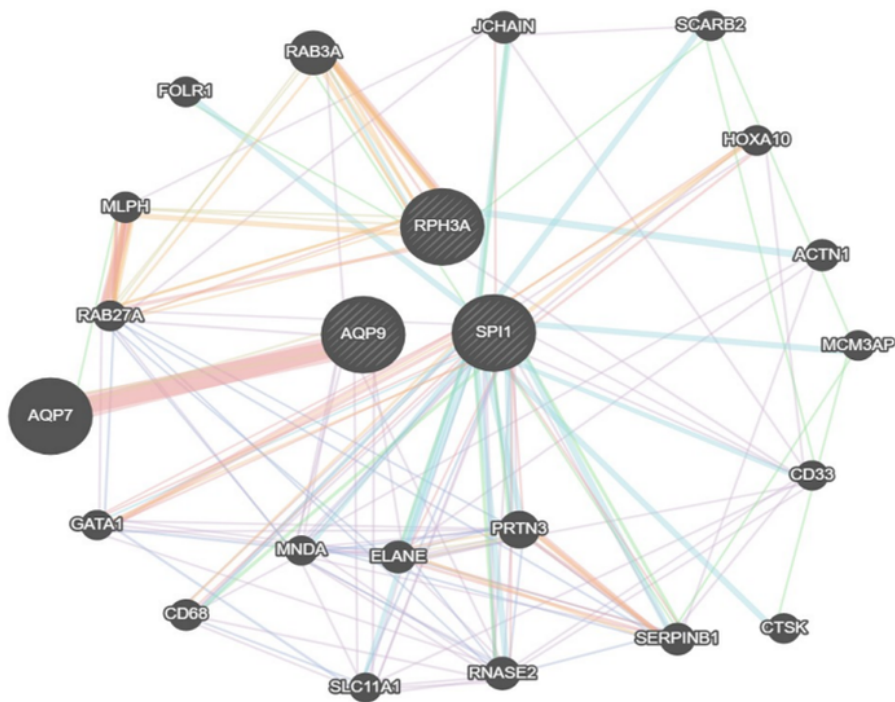 JCHAIN
SCARB2
RAB3A
FOLR1
HOXA10
MLPH
RPH3A
ACTN1
RAB27A
AQP9
SPI1
MCM3AP
AQP7
CD33
GATA1
PRTN3
MNDA
ELANE
CD68
CTSK
SERPINB1
RNASE2
SLC11A1